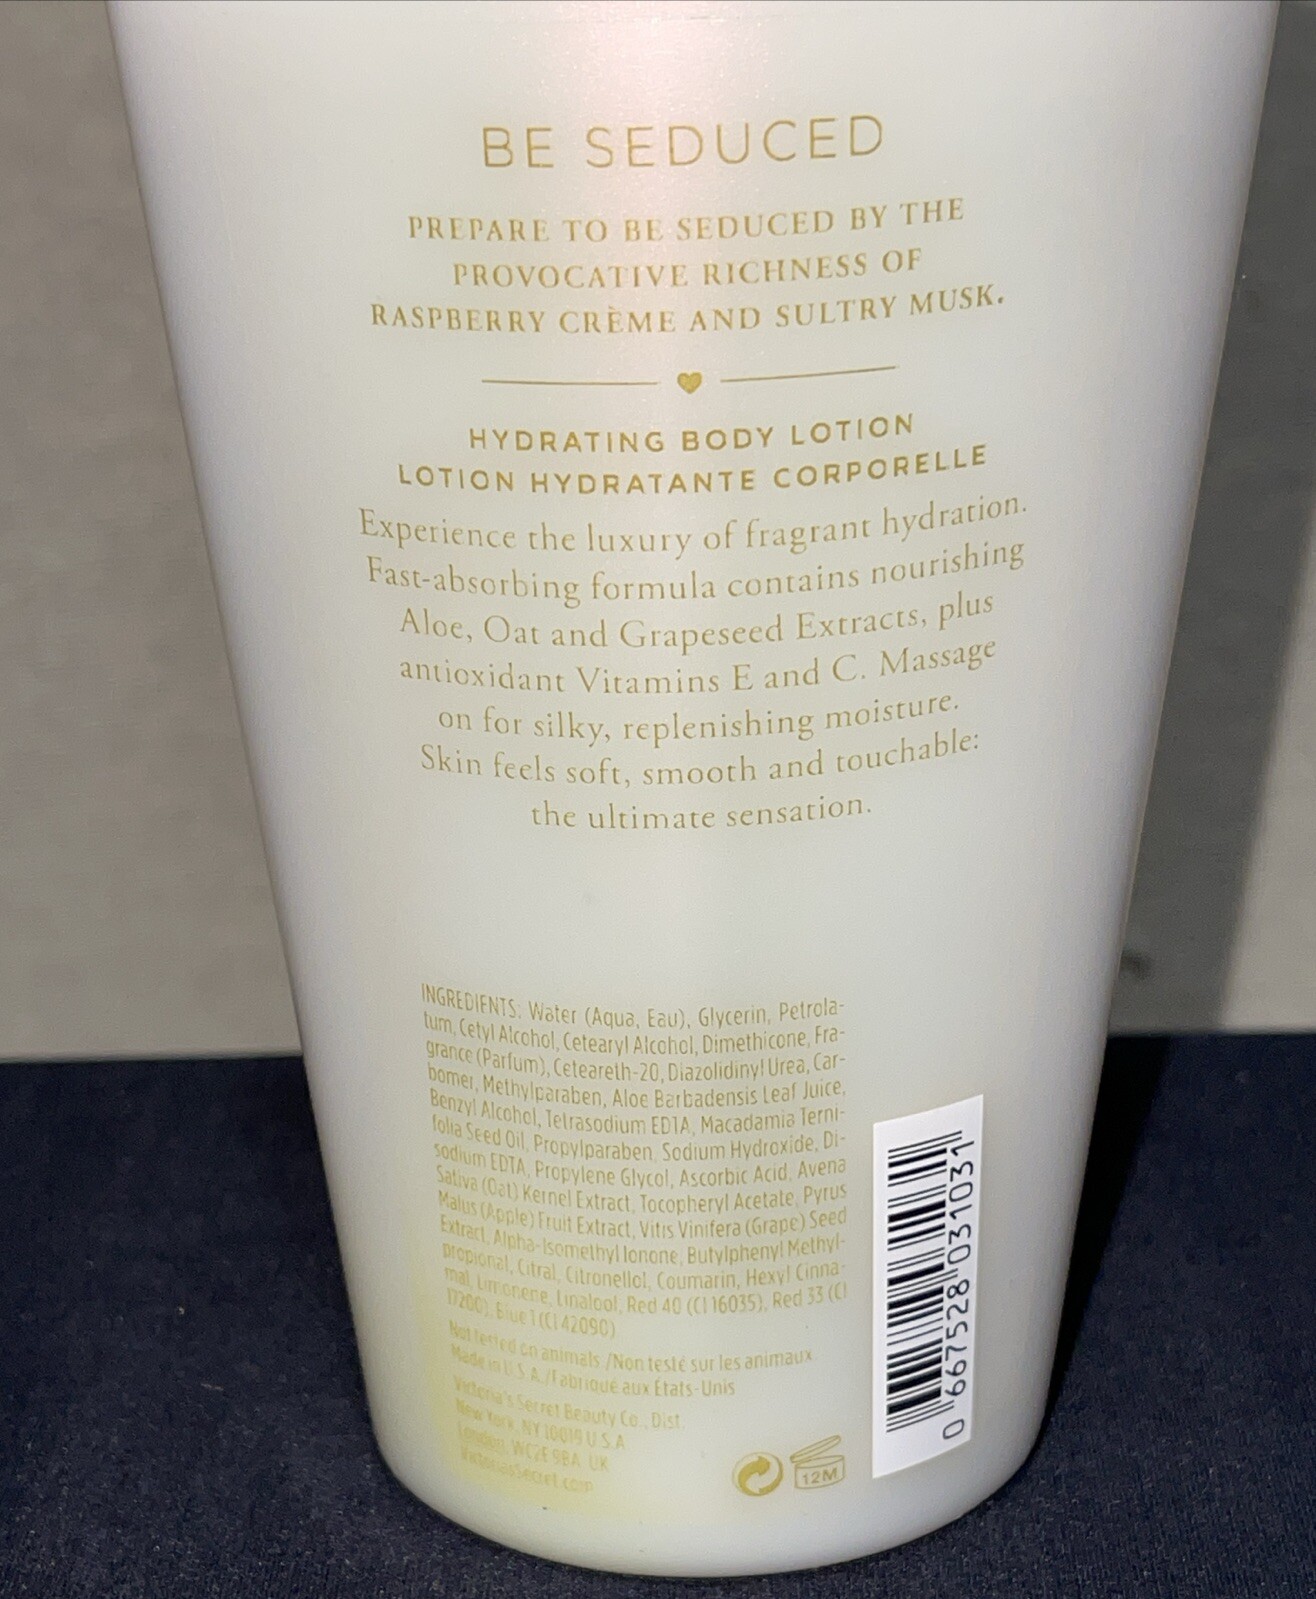 BE SEDUCED
PREPARE TO BE SEDUCED BY THE
PROVOCATIVE RICHNESS OF
RASPBERRY CRÈME AND SULTRY MUSK.
HYDRATING BODY LOTION
LOTION HYDRATANTE CORPORELLE
Experience the luxury of fragrant hydration.
Fast-absorbing formula contains nourishing
Aloe, Oat and Grapeseed Extracts, plus
antioxidant Vitamins E and C. Massage
on for silky, replenishing moisture.
Skin feels soft, smooth and touchable:
the ultimate sensation.
INGREDIENTS: Water (Aqua, Eau), Glycerin, Petrola-
tum, Cetyl Alcohol, Cetearyl Alcohol, Dimethicone, Fra-
grance (Parfum), Ceteareth-20, Diazolidinyl Urea, Car-
bomer, Methylparaben, Aloe Barbadensis Leaf Juice,
Benzyl Alcohol, Tetrasodium EDTA, Macadamia Terni-
folia Seed Oil, Propylparaben, Sodium Hydroxide, Di-
sodium EDTA, Propylene Glycol, Ascorbic Acid, Avena
Sativa (Oat) Kernel Extract, Tocopheryl Acetate, Pyrus
Malus (Apple) Fruit Extract, Vitis Vinifera (Grape) Seed
Extract, Alpha-Isomethyl Ionone, Butylphenyl Methyl-
propional, Citral, Citronellol, Coumarin, Hexyl Cinna-
mal, Limonene, Linalool, Red 40 (CI 16035), Red 33 (CI
17200), Blue 1 (CI 42090)
Not tested on animals /Non testé sur les animaux
Made in U.S.A./Fabriqué aux États-Unis
Victoria's Secret Beauty Co., Dist.
New York, NY 10019 U.S.A
London, WC2E 9BA, UK
VictoriasSecret.com
12M
0 667528 031031